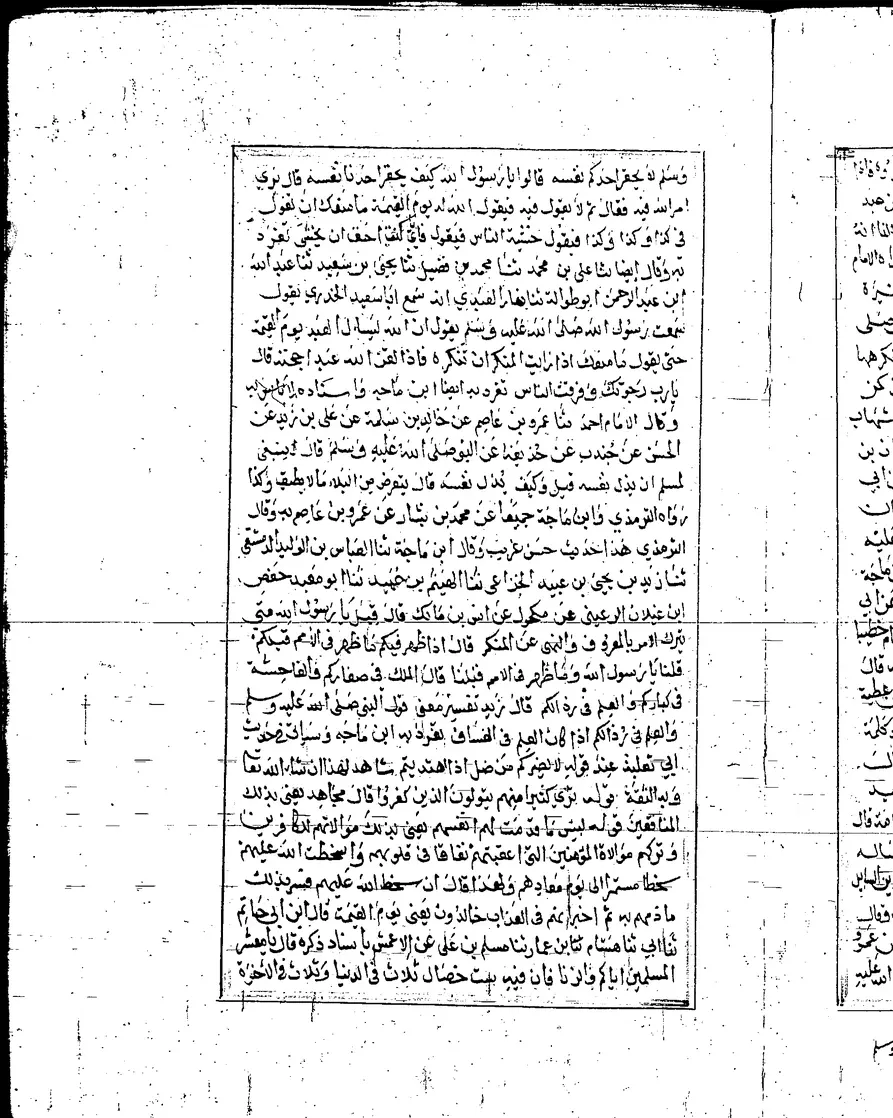 وسلم لا يحقر احدكم نفسه قالوا يا رسول الله كيف يحقر احدنا نفسه قال يرى
امر الله فيه فقال ثم لا يقول فيه فيقول الله له يوم القيمة ما منعك ان تقول
في كذا وكذا وكذا فيقول خشية الناس فيقول فاياي كنت احق ان يخشى تفرد
به وقال ايضا ثنا علي بن محمد ثنا محمد بن فضيل ثنا يحيى بن سعيد ثنا عبد الله
ابن عبد الرحمن ابو طوالة ثنا نهار العبدي انه سمع ابا سعيد الخدري يقول
سمعت رسول الله صلى الله عليه وسلم يقول ان الله ليسأل العبد يوم القيمة
حتى يقول ما منعك اذا رايت المنكر ان تنكره فاذا لقن الله عبدا حجته قال
يا رب رجوتك وفرقت الناس تفرد به ايضا ابن ماجه واسناده لا باس به
وقال الامام احمد ثنا عمرو بن عاصم عن حماد بن سلمة عن علي بن زيد عن
الحسن عن جندب عن حذيفة عن النبي صلى الله عليه وسلم قال لا ينبغي
لمسلم ان يذل نفسه قيل وكيف يذل نفسه قال يتعرض من البلاء ما لا يطيق وكذا
رواه الترمذي وابن ماجة جميعا عن محمد بن بشار عن عمرو بن عاصم به وقال
الترمذي هذا حديث حسن غريب وقال ابن ماجة ثنا العباس بن الوليد الدمشقي
ثنا زيد بن يحيى بن عبيد الخزاعي ثنا الهيثم بن حميد ثنا ابو معبد حفص
ابن غيلان الرعيني عن مكحول عن انس بن مالك قال قيل يا رسول الله متى
نترك الامر بالمعروف والنهي عن المنكر قال اذا ظهر فيكم ما ظهر في الامم قبلكم
قلنا يا رسول الله وما ظهر في الامم قبلنا قال الملك في صغاركم والفاحشة
في كباركم والعلم في رذالكم قال زيد تفسير معنى قول النبي صلى الله عليه وسلم
والعلم في رذالكم اذا كان العلم في الفساق تفرد به ابن ماجه وسيأتي في حديث
ابي ثعلبة عند قوله لا يضركم من ضل اذا اهتديتم شاهد لهذا ان شاء الله تعا
وبه الثقة قوله ترى كثيرا منهم يتولون الذين كفروا قال مجاهد يعني بذلك
المنافقين قوله لبئس ما قدمت لهم انفسهم يعني بذلك موالاتهم للكافرين
وتركهم موالاة المؤمنين التي اعقبتهم نفاقا في قلوبهم واسخطت الله عليهم
سخطا مستمرا الى يوم معادهم ولهذا قال ان سخط الله عليهم فسر بذلك
ما ذمهم به ثم اخبر انهم في العذاب خالدون يعني يوم القيمة قال ابن ابي حاتم
ثنا ابي ثنا هشام ثنا بن عمار ثنا مسلم بن علي عن الاعمش باسناد ذكره قال يا معشر
المسلمين اياكم والزنا فان فيه ست خصال ثلاث في الدنيا وثلاث في الاخرة